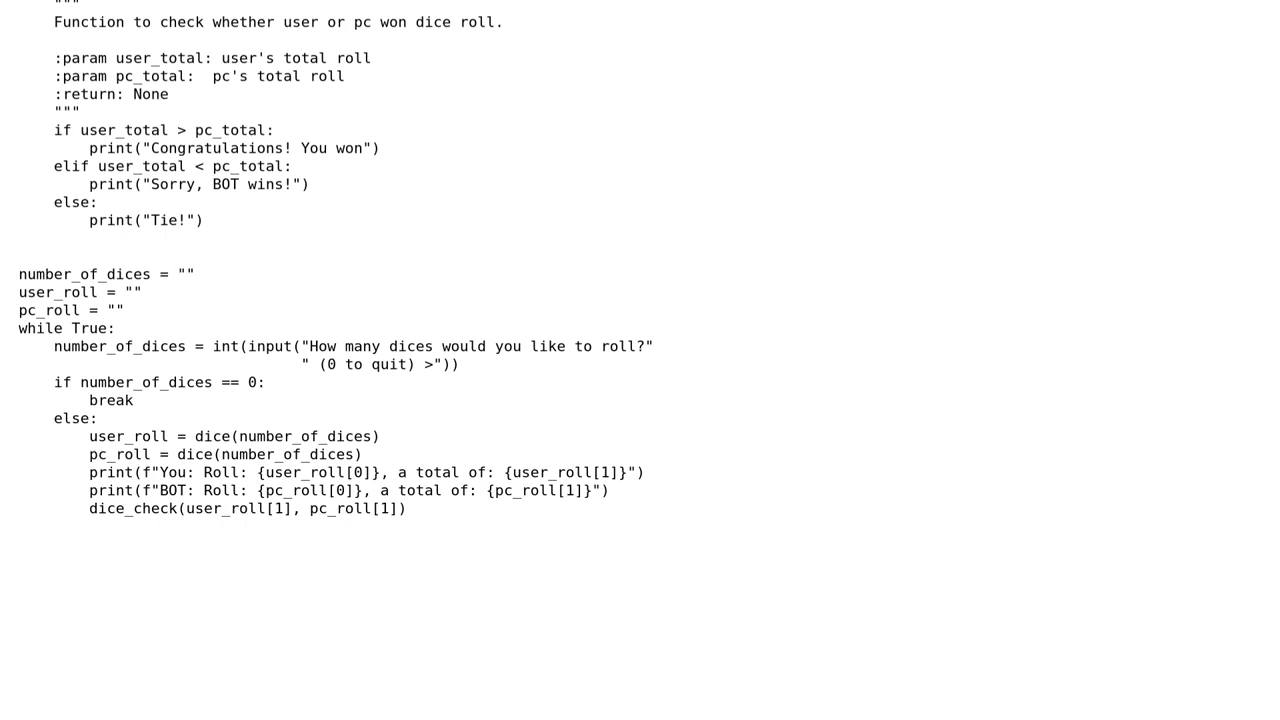 """
    Function to check whether user or pc won dice roll.

    :param user_total: user's total roll
    :param pc_total:  pc's total roll
    :return: None
    """
    if user_total > pc_total:
        print("Congratulations! You won")
    elif user_total < pc_total:
        print("Sorry, BOT wins!")
    else:
        print("Tie!")


number_of_dices = ""
user_roll = ""
pc_roll = ""
while True:
    number_of_dices = int(input("How many dices would you like to roll?"
                                " (0 to quit) >"))
    if number_of_dices == 0:
        break
    else:
        user_roll = dice(number_of_dices)
        pc_roll = dice(number_of_dices)
        print(f"You: Roll: {user_roll[0]}, a total of: {user_roll[1]}")
        print(f"BOT: Roll: {pc_roll[0]}, a total of: {pc_roll[1]}")
        dice_check(user_roll[1], pc_roll[1])